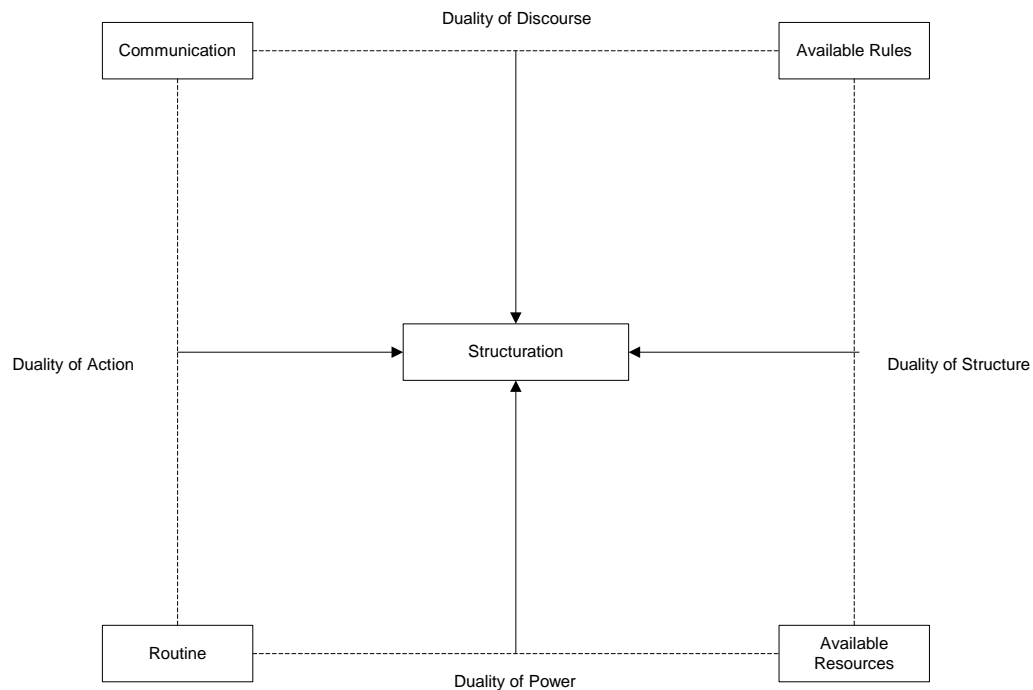 Duality of Discourse
Communication
Available Rules
Structuration
Duality of Action
Duality of Structure
Routine
Available
Resources
Duality of Power